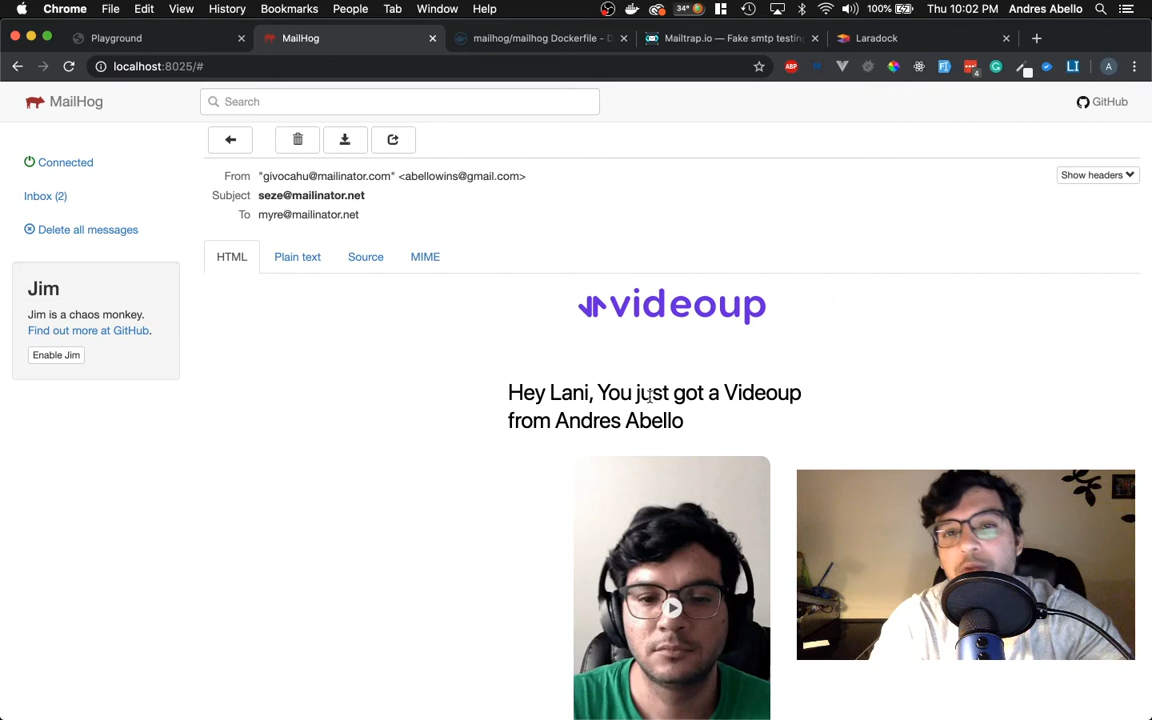 Chrome File Edit View History Bookmarks People Tab Window Help 34° 100% Thu 10:02 PM Andres Abello
Playground MailHog mailhog/mailhog Dockerfile - D Mailtrap.io — Fake smtp testing Laradock
localhost:8025/# ABP 4 LI A
MailHog Search GitHub
From "givocahu@mailinator.com" <abellowins@gmail.com> Show headers
Subject seze@mailinator.net
To myre@mailinator.net
Connected
Inbox (2)
Delete all messages
HTML Plain text Source MIME
Jim
Jim is a chaos monkey.
Find out more at GitHub.
Enable Jim
videoup
Hey Lani, You just got a Videoup
from Andres Abello